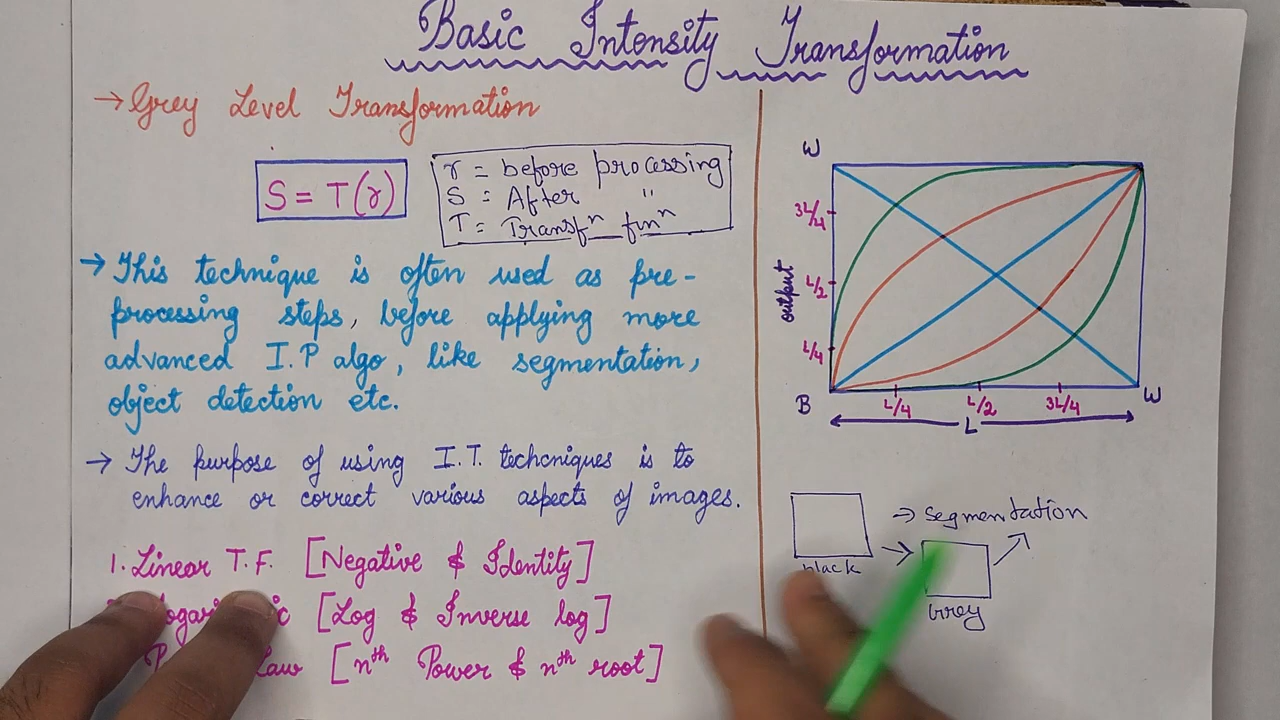 Basic Intensity Transformation
→ Grey Level Transformation
S = T(r)
r = before processing
S = After "
T = Transfⁿ funⁿ
→ This technique is often used as pre-
processing steps, before applying more
advanced I.P algo, like segmentation,
object detection etc.
→ The purpose of using I.T. techcniques is to
enhance or correct various aspects of images.
1. Linear T.F. [Negative & Identity]
[Log & Inverse log]
Law [nth Power & nth root]
W
3L/4
L/2
L/4
output
B
L/4 L/2 3L/4
W
L
→ segmentation
black
Grey